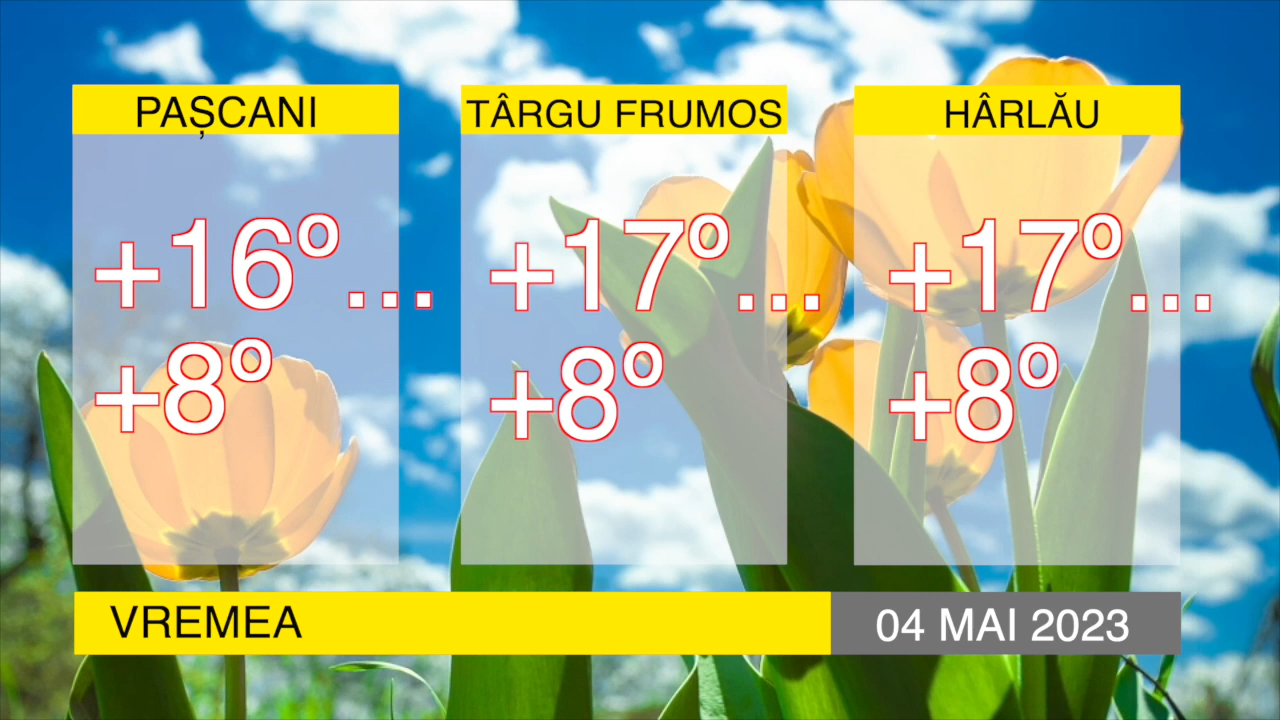 PAȘCANI
+16º ...
+8º
TÂRGU FRUMOS
+17º ...
+8º
HÂRLĂU
+17º ...
+8º
VREMEA
04 MAI 2023